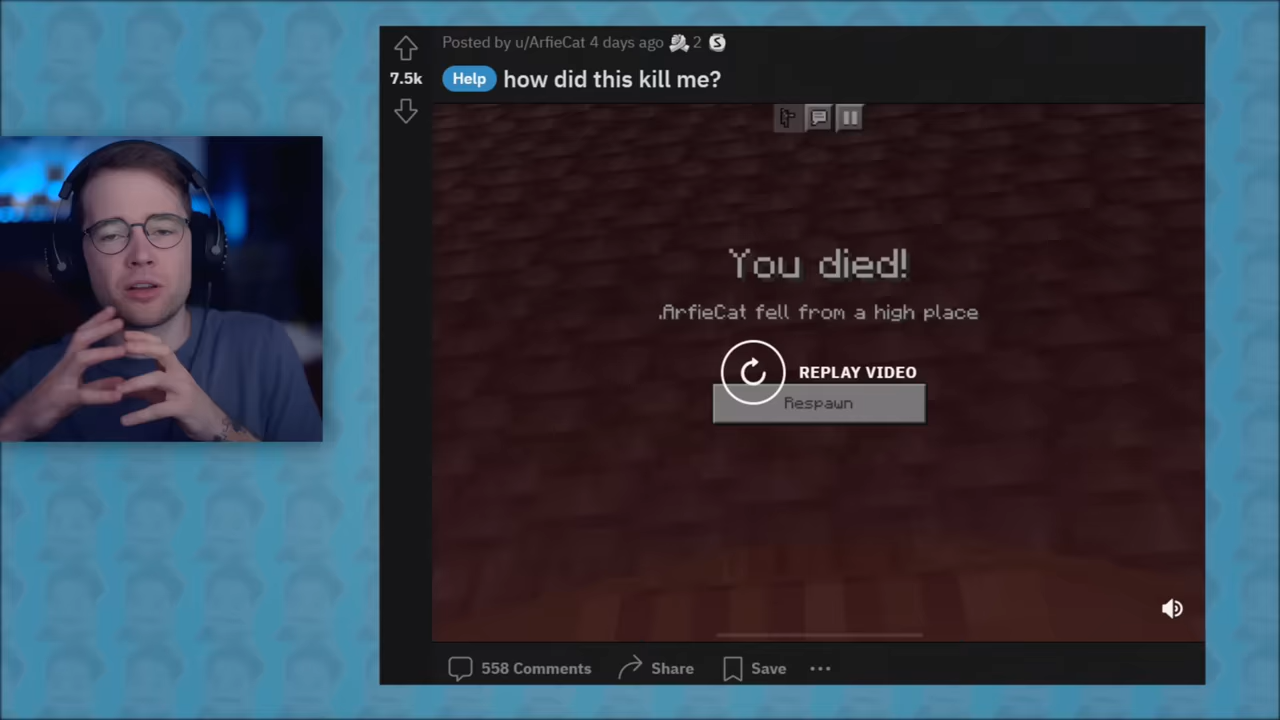 Posted by u/ArfieCat 4 days ago 2
7.5k
Help how did this kill me?
You died!
.ArfieCat fell from a high place
REPLAY VIDEO
Respawn
558 Comments Share Save